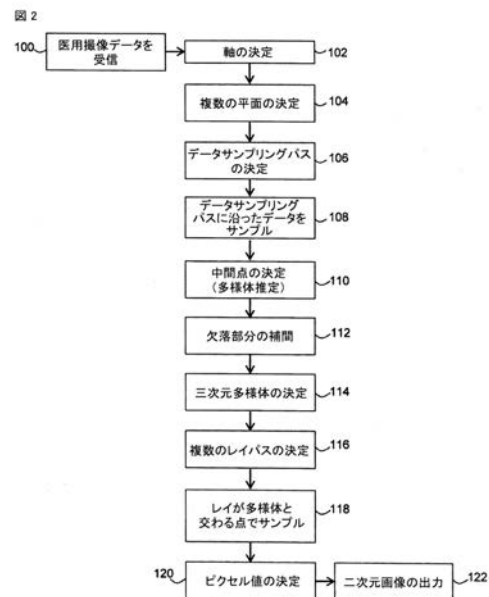 図2
100
医用撮像データを
受信
軸の決定
102
複数の平面の決定
104
データサンプリングパス
の決定
106
データサンプリング
パスに沿ったデータを
サンプル
108
中間点の決定
(多様体推定)
110
欠落部分の補間
112
三次元多様体の決定
114
複数のレイパスの決定
116
レイが多様体と
交わる点でサンプル
118
120
ピクセル値の決定
二次元画像の出力
122